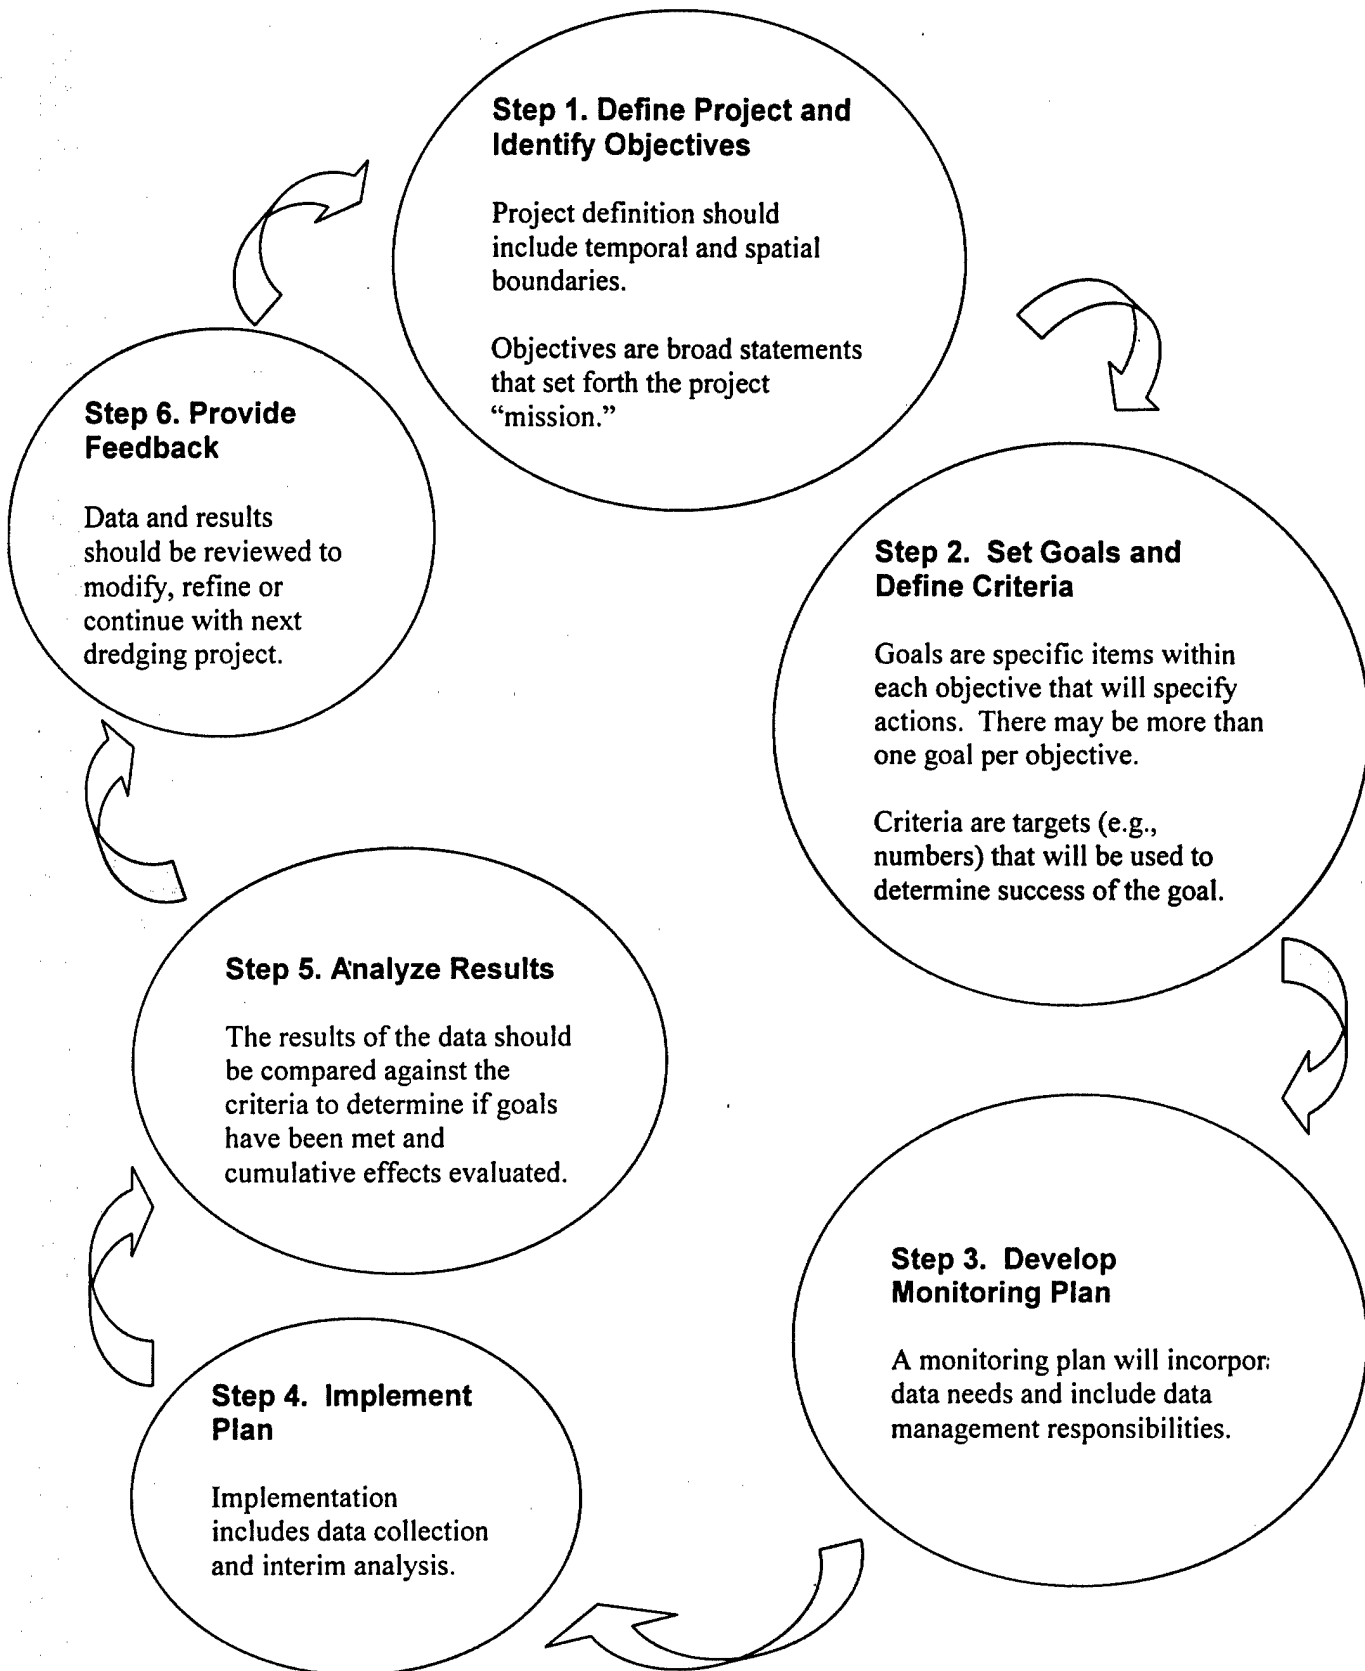 Step 1. Define Project and
Identify Objectives
Project definition should
include temporal and spatial
boundaries.
Objectives are broad statements
that set forth the project
“mission.”
Step 2.  Set Goals and
Define Criteria
Goals are specific items within
each objective that will specify
actions.  There may be more than
one goal per objective.
Criteria are targets (e.g.,
numbers) that will be used to
determine success of the goal.
Step 3.  Develop
Monitoring Plan
A monitoring plan will incorpor
data needs and include data
management responsibilities.
Step 4.  Implement
Plan
Implementation
includes data collection
and interim analysis.
Step 5. Analyze Results
The results of the data should
be compared against the
criteria to determine if goals
have been met and
cumulative effects evaluated.
Step 6. Provide
Feedback
Data and results
should be reviewed to
modify, refine or
continue with next
dredging project.